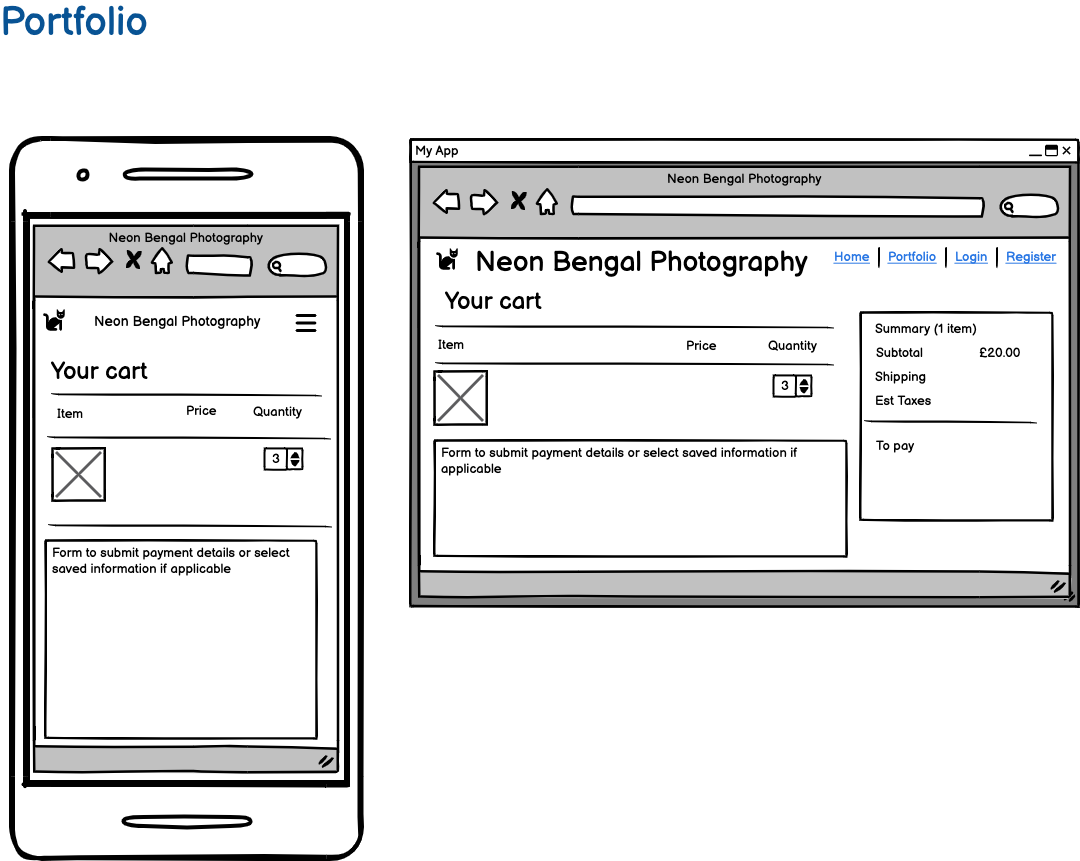 Portfolio
Neon Bengal Photography
Neon Bengal Photography
Your cart
Item Price Quantity
3
Form to submit payment details or select
saved information if applicable
My App
Neon Bengal Photography
Neon Bengal Photography
Home Portfolio Login Register
Your cart
Item Price Quantity
3
Form to submit payment details or select saved information if
applicable
Summary (1 item)
Subtotal £20.00
Shipping
Est Taxes
To pay